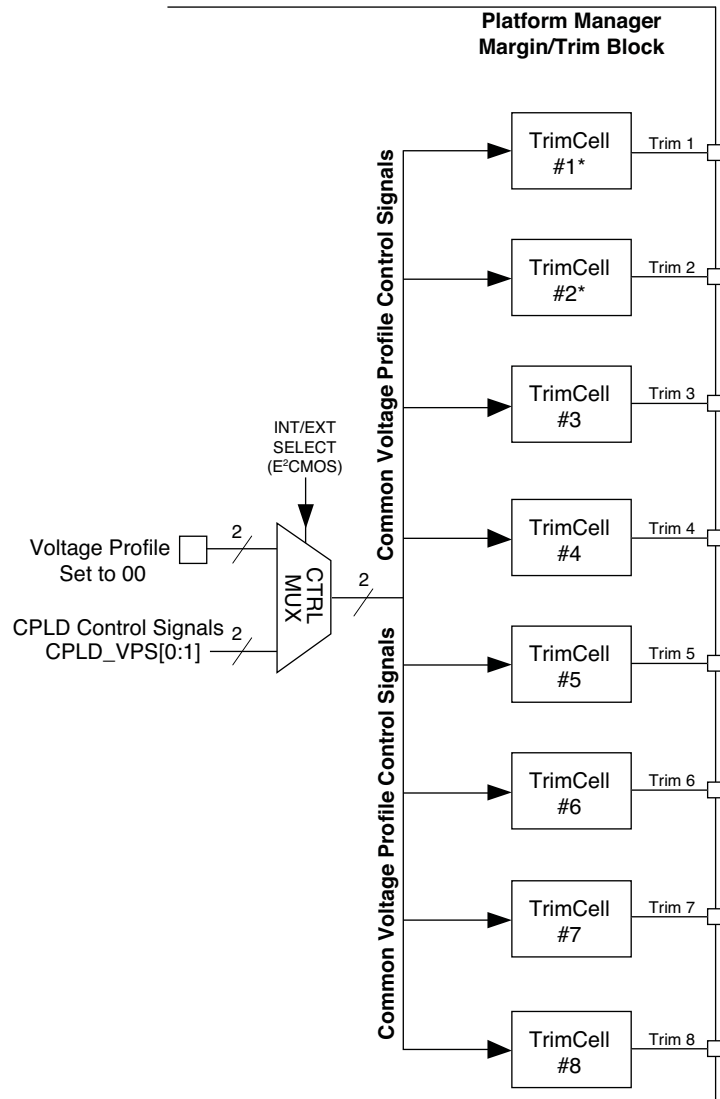 Platform Manager
Margin/Trim Block
TrimCell
#1*
Trim 1
TrimCell
#2*
Trim 2
TrimCell
#3
Trim 3
TrimCell
#4
Trim 4
TrimCell
#5
Trim 5
TrimCell
#6
Trim 6
TrimCell
#7
Trim 7
TrimCell
#8
Trim 8
Common Voltage Profile Control Signals
Common Voltage Profile Control Signals
INT/EXT
SELECT
(E²CMOS)
Voltage Profile
Set to 00
2
CTRL
MUX
2
CPLD Control Signals
CPLD_VPS[0:1]
2